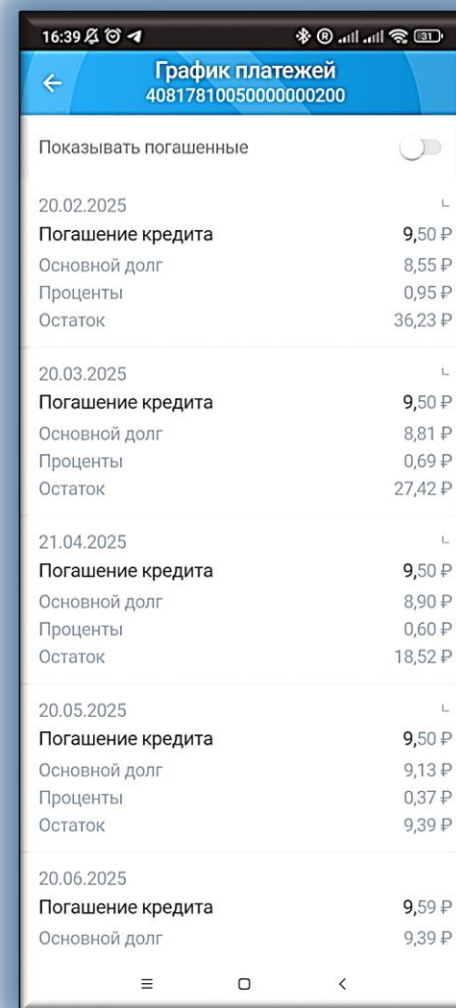 16:39
График платежей
40817810050000000200
Показывать погашенные
20.02.2025
Погашение кредита 9,50 ₽
Основной долг 8,55 ₽
Проценты 0,95 ₽
Остаток 36,23 ₽
20.03.2025
Погашение кредита 9,50 ₽
Основной долг 8,81 ₽
Проценты 0,69 ₽
Остаток 27,42 ₽
21.04.2025
Погашение кредита 9,50 ₽
Основной долг 8,90 ₽
Проценты 0,60 ₽
Остаток 18,52 ₽
20.05.2025
Погашение кредита 9,50 ₽
Основной долг 9,13 ₽
Проценты 0,37 ₽
Остаток 9,39 ₽
20.06.2025
Погашение кредита 9,59 ₽
Основной долг 9,39 ₽